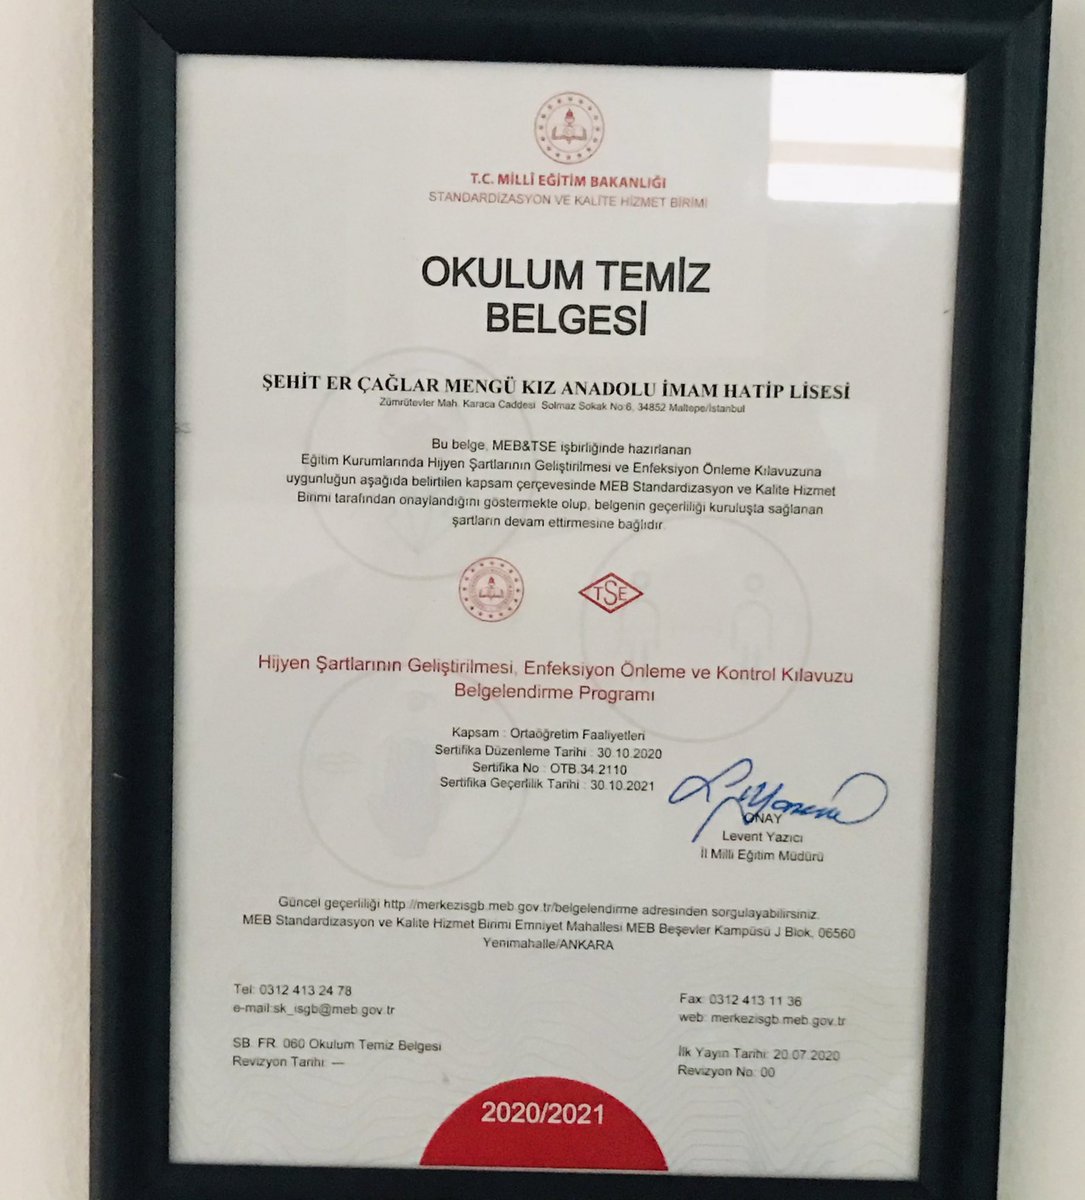 T.C. MİLLÎ EĞİTİM BAKANLIĞI
STANDARDİZASYON VE KALİTE HİZMET BİRİMİ
OKULUM TEMİZ
BELGESİ
ŞEHİT ER ÇAĞLAR MENGÜ KIZ ANADOLU İMAM HATİP LİSESİ
Zümrütevler Mah. Karaca Caddesi Solmaz Sokak No:6, 34852 Maltepe/İstanbul
Bu belge, MEB&TSE işbirliğinde hazırlanan
Eğitim Kurumlarında Hijyen Şartlarının Geliştirilmesi ve Enfeksiyon Önleme Kılavuzuna
uygunluğun aşağıda belirtilen kapsam çerçevesinde MEB Standardizasyon ve Kalite Hizmet
Birimi tarafından onaylandığını göstermekte olup, belgenin geçerliliği kuruluşta sağlanan
şartların devam ettirmesine bağlıdır.
TSE
Hijyen Şartlarının Geliştirilmesi, Enfeksiyon Önleme ve Kontrol Kılavuzu
Belgelendirme Programı
Kapsam : Ortaöğretim Faaliyetleri
Sertifika Düzenleme Tarihi : 30.10.2020
Sertifika No : OTB.34.2110
Sertifika Geçerlilik Tarihi : 30.10.2021
ONAY
Levent Yazıcı
İl Milli Eğitim Müdürü
Güncel geçerliliği http://merkezisgb.meb.gov.tr/belgelendirme adresinden sorgulayabilirsiniz.
MEB Standardizasyon ve Kalite Hizmet Birimi Emniyet Mahallesi MEB Beşevler Kampüsü J Blok, 06560
Yenimahalle/ANKARA
Tel: 0312 413 24 78
Fax: 0312 413 11 36
e-mail:sk_isgb@meb.gov.tr
web: merkezisgb.meb.gov.tr
SB. FR. 060 Okulum Temiz Belgesi
İlk Yayın Tarihi: 20.07.2020
Revizyon Tarihi: ---
Revizyon No: 00
2020/2021